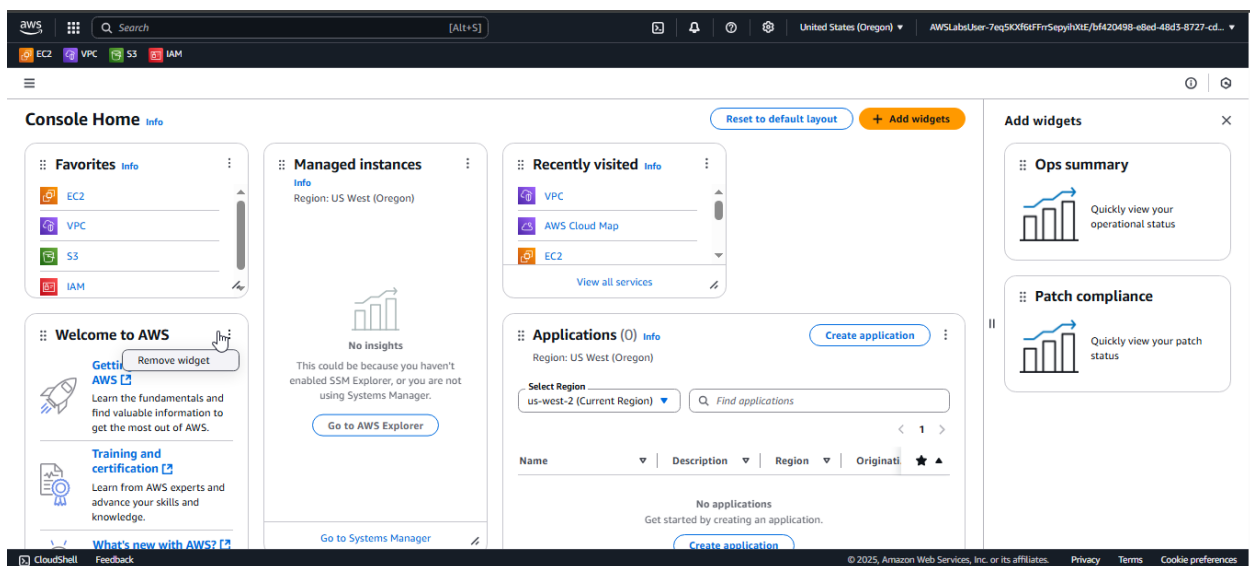 aws
Search
[Alt+S]
United States (Oregon)
AWSLabsUser-7eq5KXf6tFFrrSepyihXtE/bf420498-e8ed-48d3-8727-cd...
EC2
VPC
S3
IAM
Console Home Info
Reset to default layout
+ Add widgets
Favorites Info
EC2
VPC
S3
IAM
Managed instances
Info
Region: US West (Oregon)
No insights
This could be because you haven't
enabled SSM Explorer, or you are not
using Systems Manager.
Go to AWS Explorer
Go to Systems Manager
Recently visited Info
VPC
AWS Cloud Map
EC2
View all services
Welcome to AWS
Remove widget
AWS
Learn the fundamentals and
find valuable information to
get the most out of AWS.
Training and
certification
Learn from AWS experts and
advance your skills and
knowledge.
What's new with AWS?
Applications (0) Info
Create application
Region: US West (Oregon)
Select Region
us-west-2 (Current Region)
Find applications
1
Name
Description
Region
Originati
No applications
Get started by creating an application.
Create application
Add widgets
Ops summary
Quickly view your
operational status
Patch compliance
Quickly view your patch
status
CloudShell
Feedback
© 2025, Amazon Web Services, Inc. or its affiliates.
Privacy
Terms
Cookie preferences